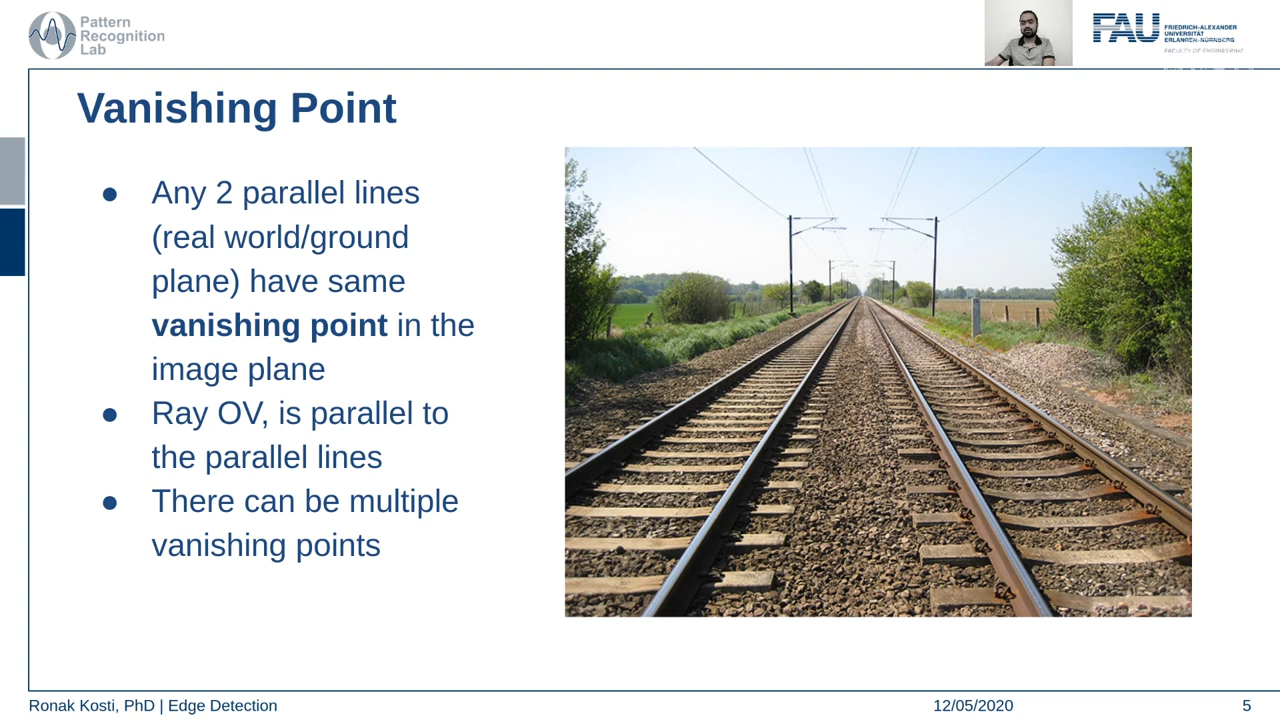 Pattern
Recognition
Lab
FAU
FRIEDRICH-ALEXANDER
UNIVERSITÄT
ERLANGEN-NÜRNBERG
FACULTY OF ENGINEERING
Vanishing Point
● Any 2 parallel lines
(real world/ground
plane) have same
vanishing point in the
image plane
● Ray OV, is parallel to
the parallel lines
● There can be multiple
vanishing points
Ronak Kosti, PhD | Edge Detection
12/05/2020
5